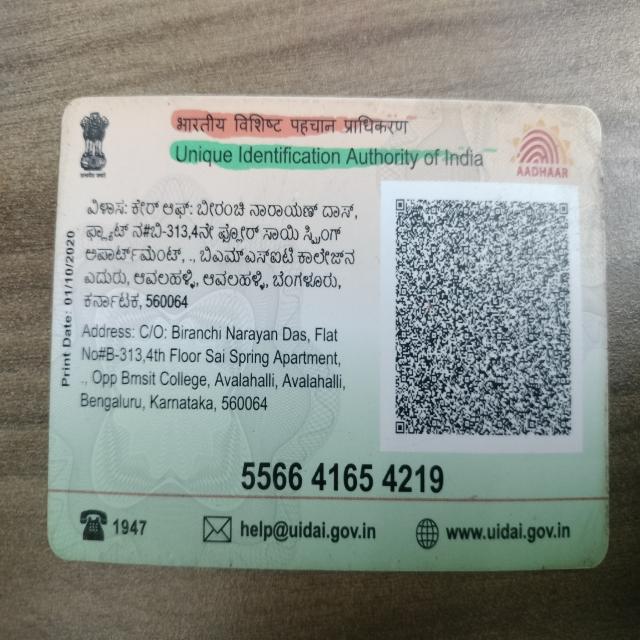 भारतीय विशिष्ट पहचान प्राधिकरण
Unique Identification Authority of India
AADHAAR
Print Date: 01/10/2020
ವಿಳಾಸ: ಕೇರ್ ಆಫ್: ಬೀರಂಚಿ ನಾರಾಯಣ್ ದಾಸ್,
ಫ್ಲ್ಯಾಟ್ ನ#ಬಿ-313,4ನೇ ಫ್ಲೋರ್ ಸಾಯಿ ಸ್ಪ್ರಿಂಗ್
ಅಪಾರ್ಟ್‌ಮೆಂಟ್, ., ಬಿಎಮ್ಎಸ್ಐಟಿ ಕಾಲೇಜ್‌ನ
ಎದುರು, ಆವಲಹಳ್ಳಿ, ಆವಲಹಳ್ಳಿ, ಬೆಂಗಳೂರು,
ಕರ್ನಾಟಕ, 560064
Address: C/O: Biranchi Narayan Das, Flat
No#B-313,4th Floor Sai Spring Apartment,
., Opp Bmsit College, Avalahalli, Avalahalli,
Bengaluru, Karnataka, 560064
5566 4165 4219
1947
help@uidai.gov.in
www.uidai.gov.in